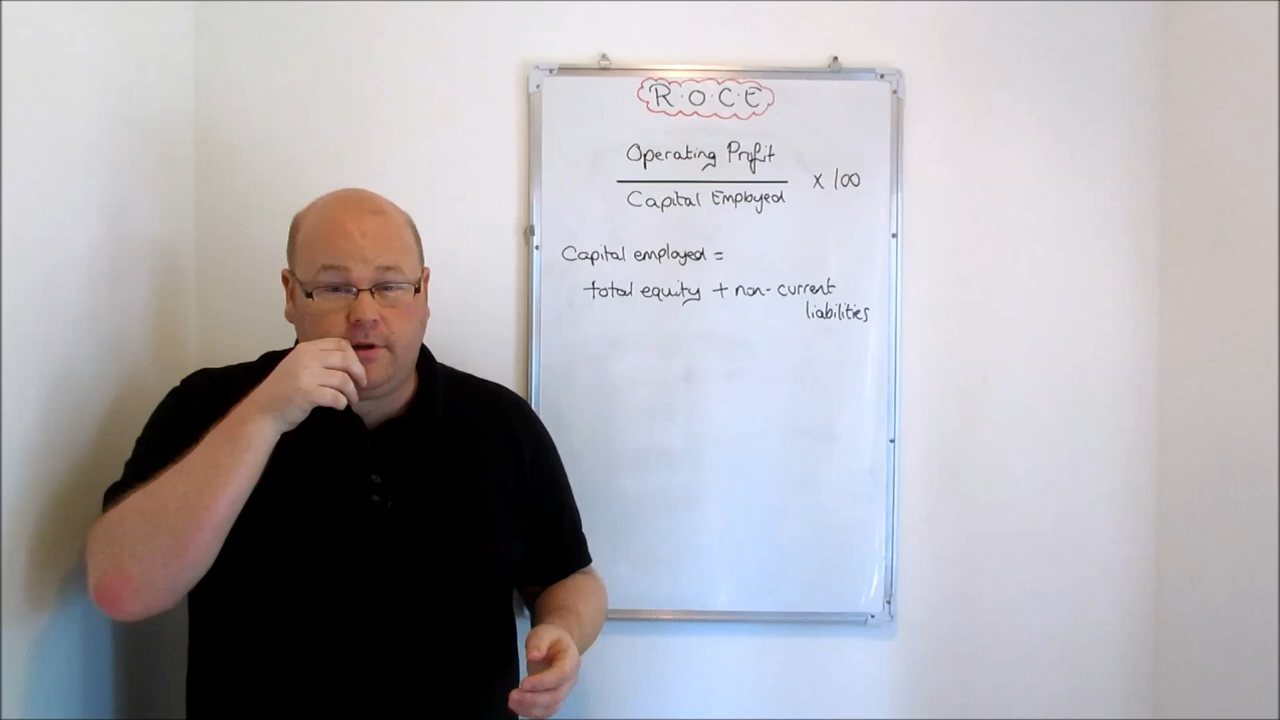 R.O.C.E
Operating Profit
x 100
Capital Employed
Capital employed =
total equity + non-current
liabilities